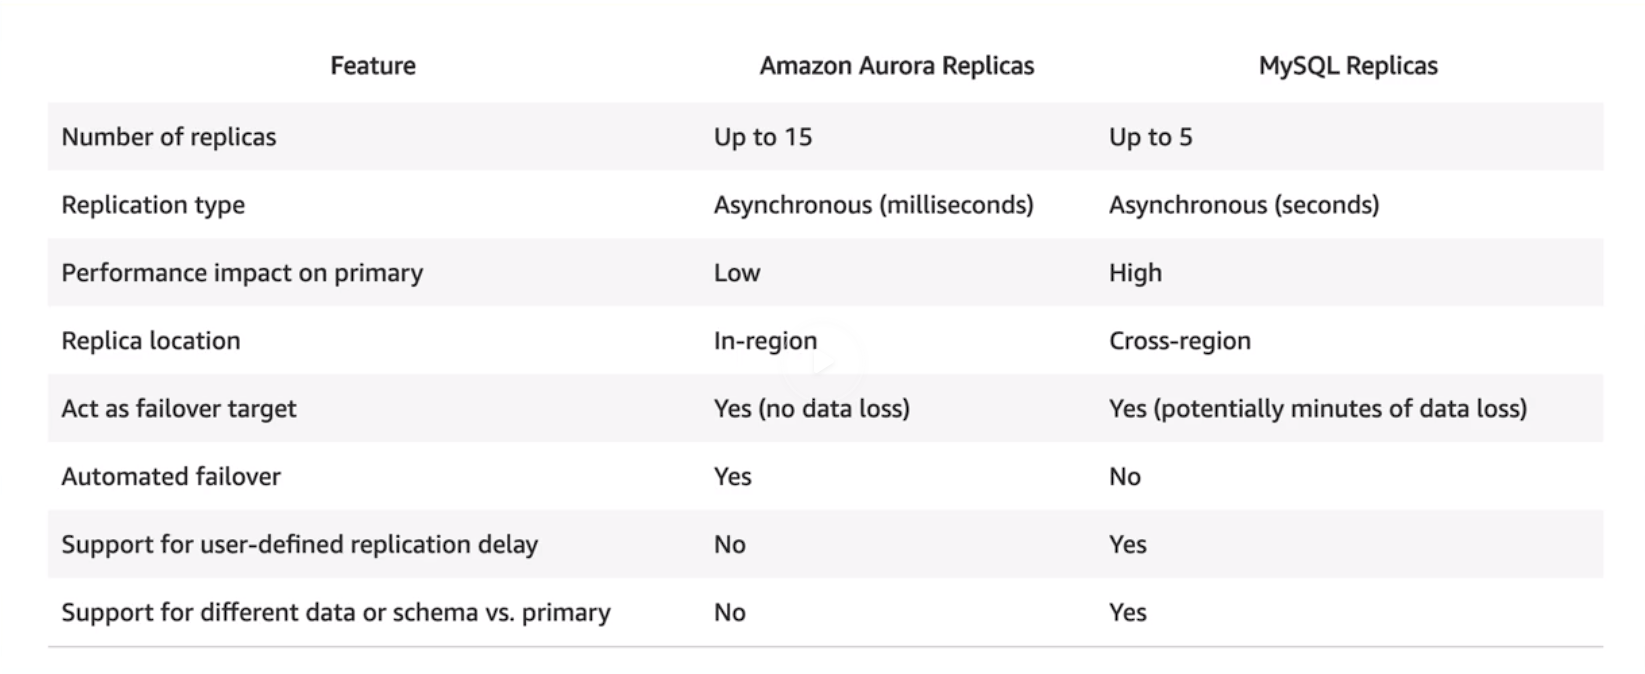 Feature Amazon Aurora Replicas MySQL Replicas
Number of replicas Up to 15 Up to 5
Replication type Asynchronous (milliseconds) Asynchronous (seconds)
Performance impact on primary Low High
Replica location In-region Cross-region
Act as failover target Yes (no data loss) Yes (potentially minutes of data loss)
Automated failover Yes No
Support for user-defined replication delay No Yes
Support for different data or schema vs. primary No Yes